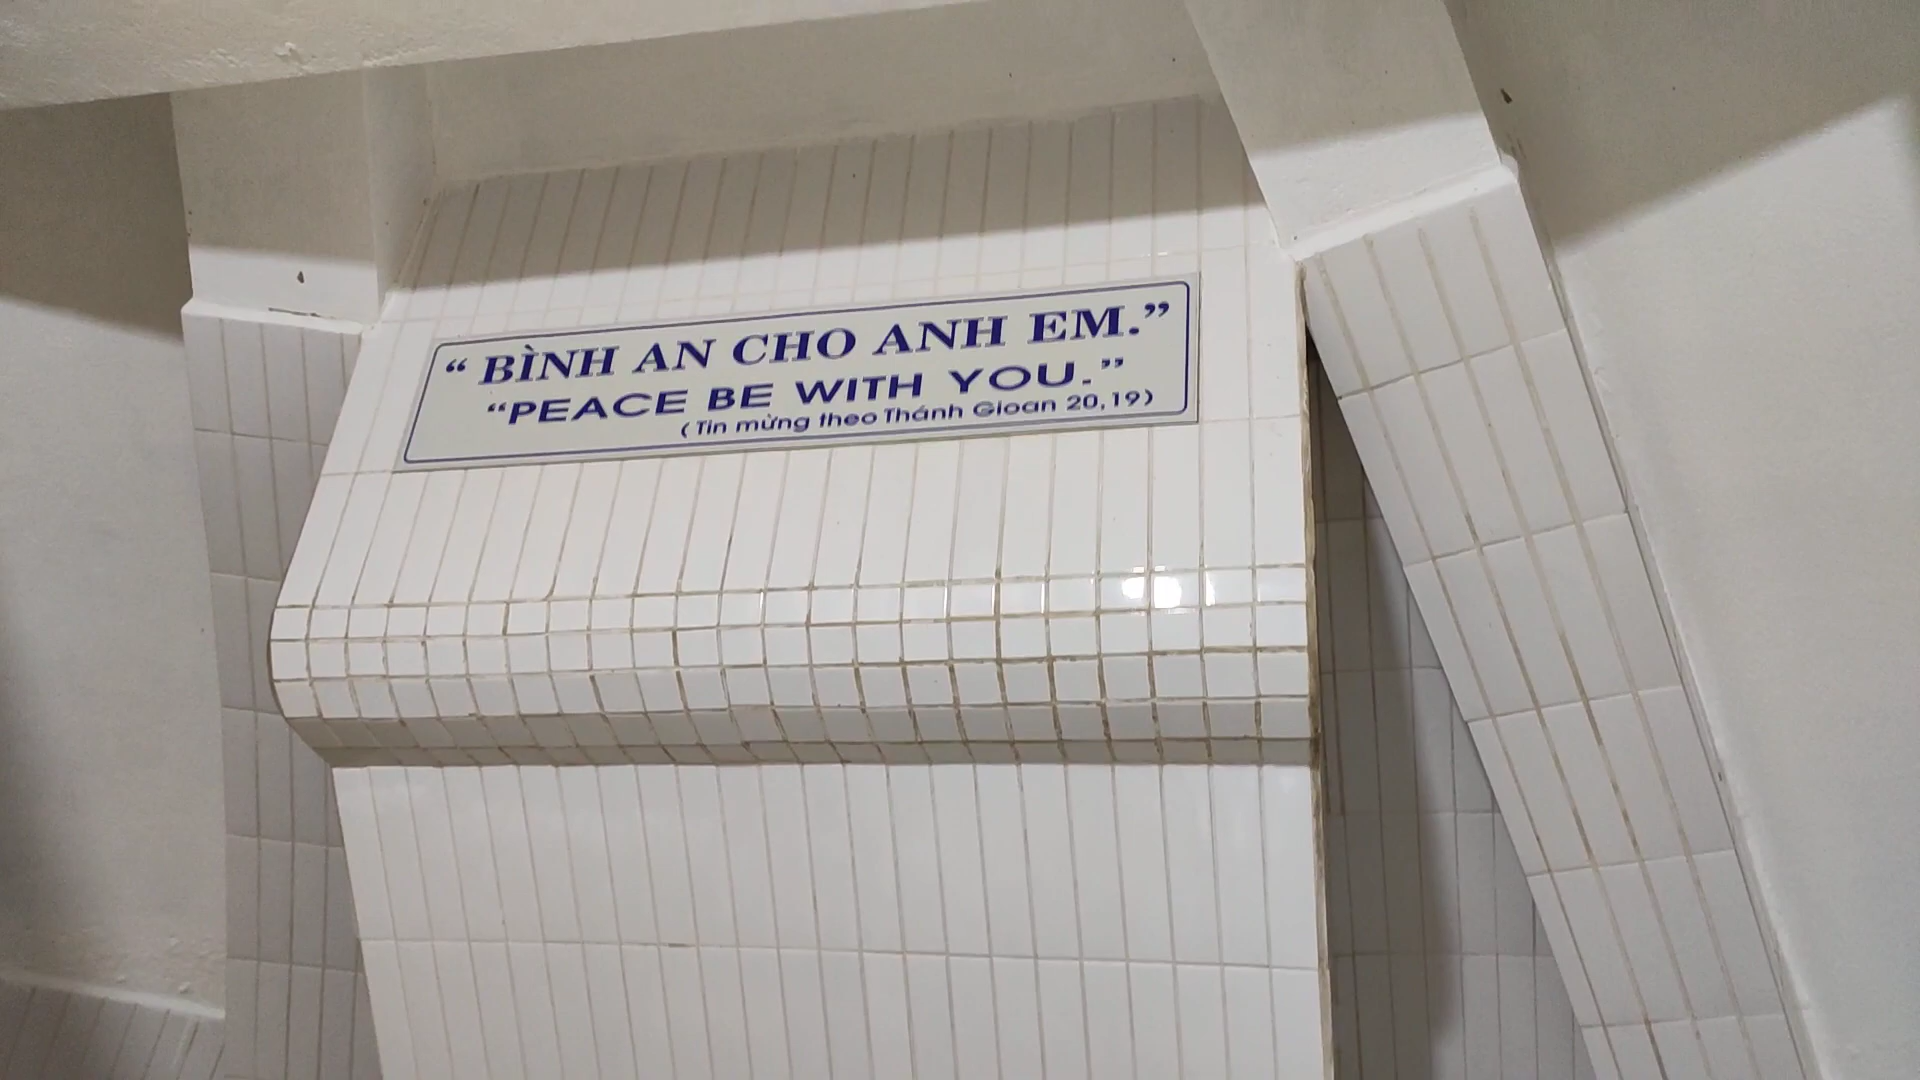 “ BÌNH AN CHO ANH EM.”
“PEACE BE WITH YOU.”
(Tin mừng theo Thánh Gioan 20,19)